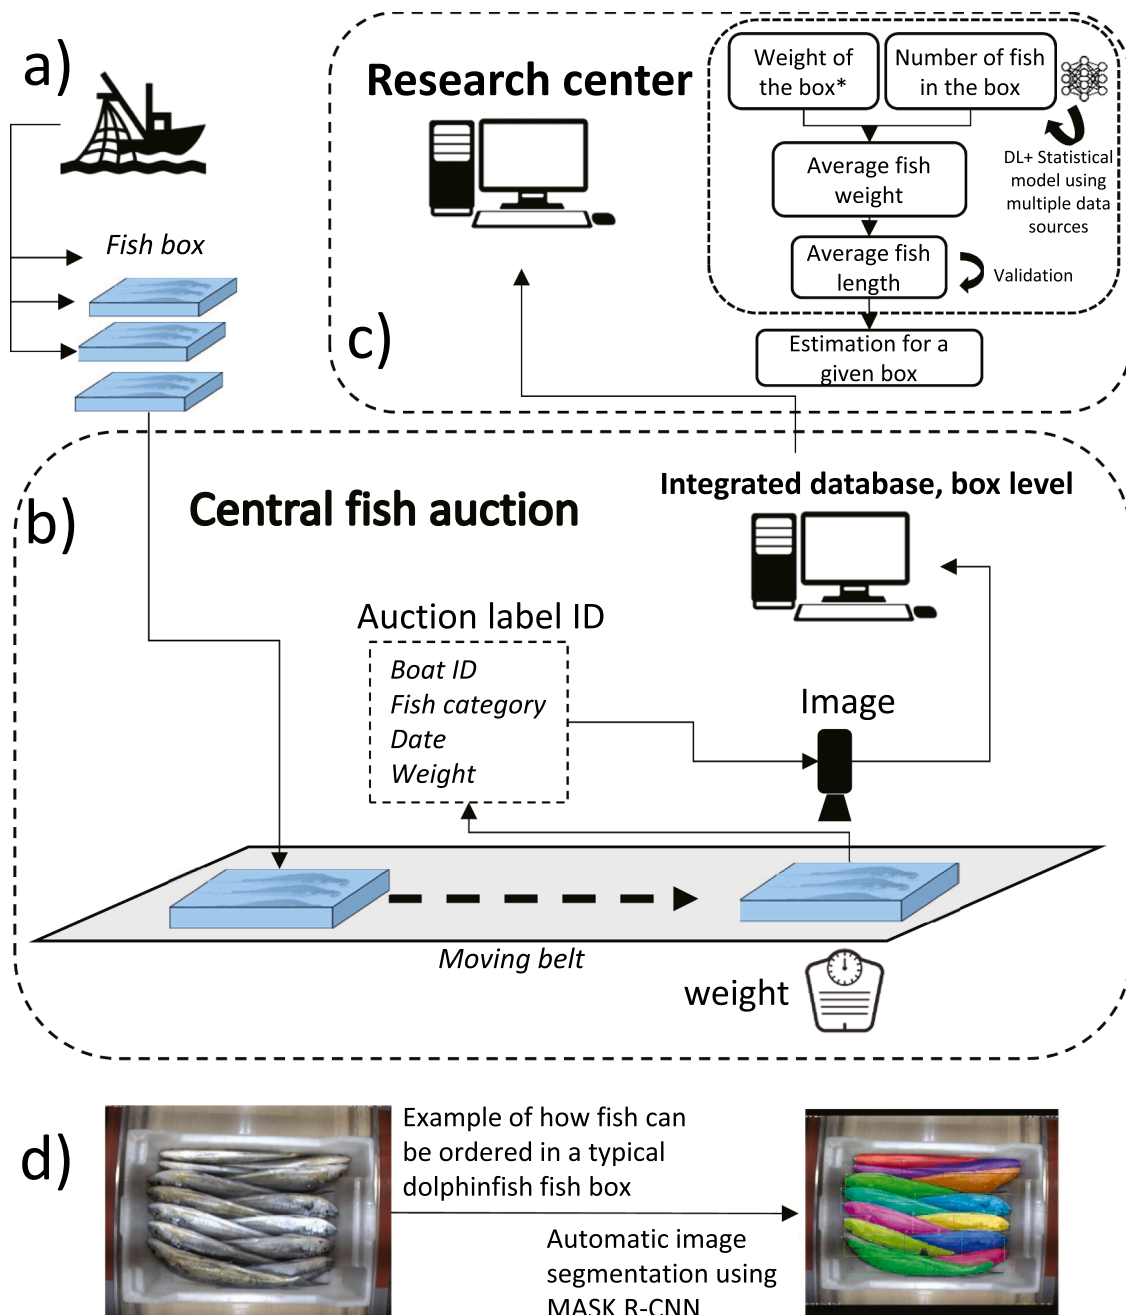 a)
Fish box
Research center
Weight of
the box*
Number of fish
in the box
DL+ Statistical
model using
multiple data
sources
Average fish
weight
Average fish
length
Validation
Estimation for a
given box
c)
b)
Central fish auction
Integrated database, box level
Auction label ID
Boat ID
Fish category
Date
Weight
Image
Moving belt
weight
d)
Example of how fish can
be ordered in a typical
dolphinfish fish box
Automatic image
segmentation using
MASK R-CNN